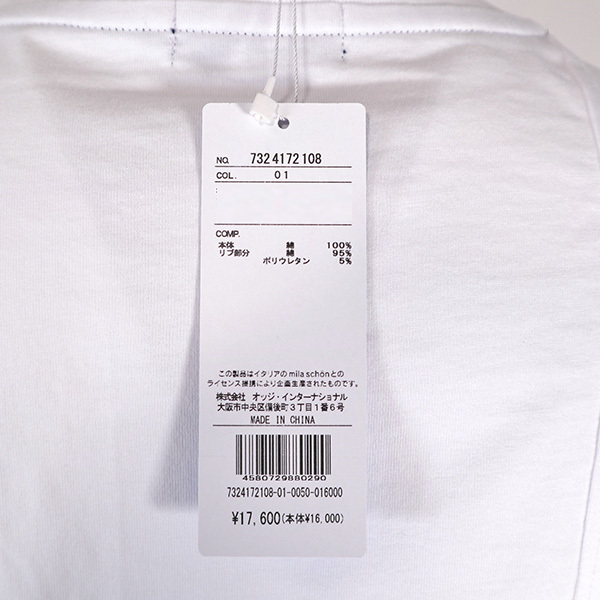 NO. 7324172108
COL. 01
:
COMP.
本体 綿 100%
リブ部分 綿 95%
ポリウレタン 5%
この製品はイタリアのmila schönとの
ライセンス提携により企画生産されたものです。
株式会社 オッジ・インターナショナル
大阪市中央区備後町3丁目1番6号
MADE IN CHINA
4580729880290
7324172108-01-0050-016000
¥17,600(本体¥16,000)